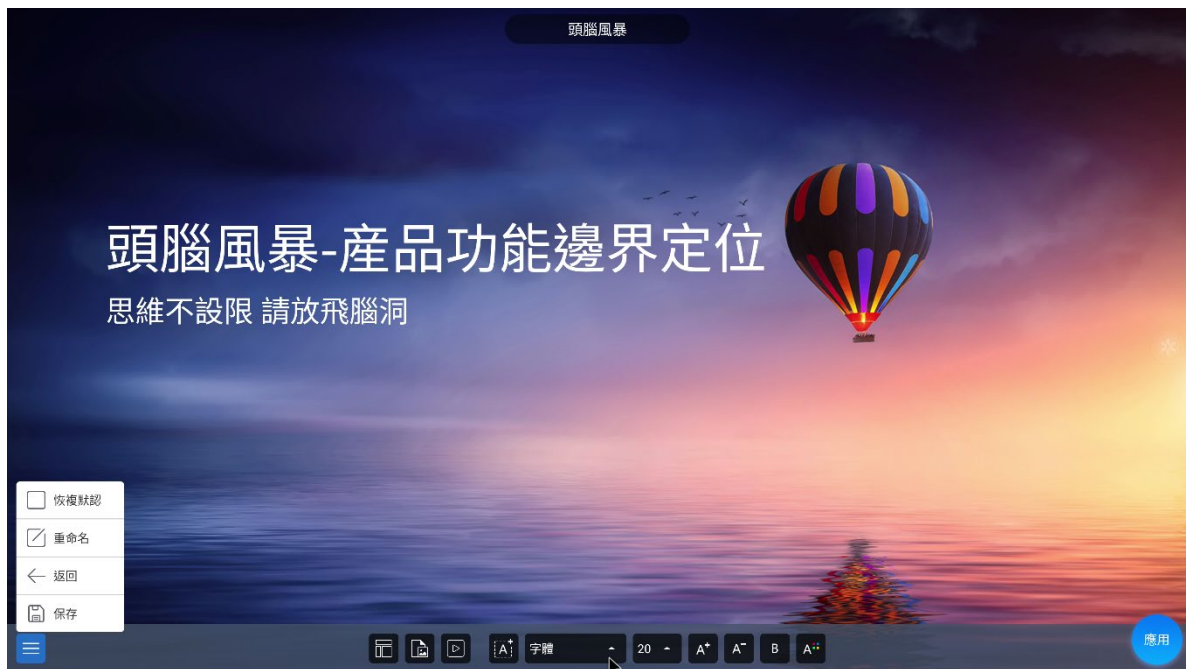 頭腦風暴
頭腦風暴-産品功能邊界定位
思維不設限 請放飛腦洞
恢複默認
重命名
返回
保存
字體
20
A+
A-
B
A
應用